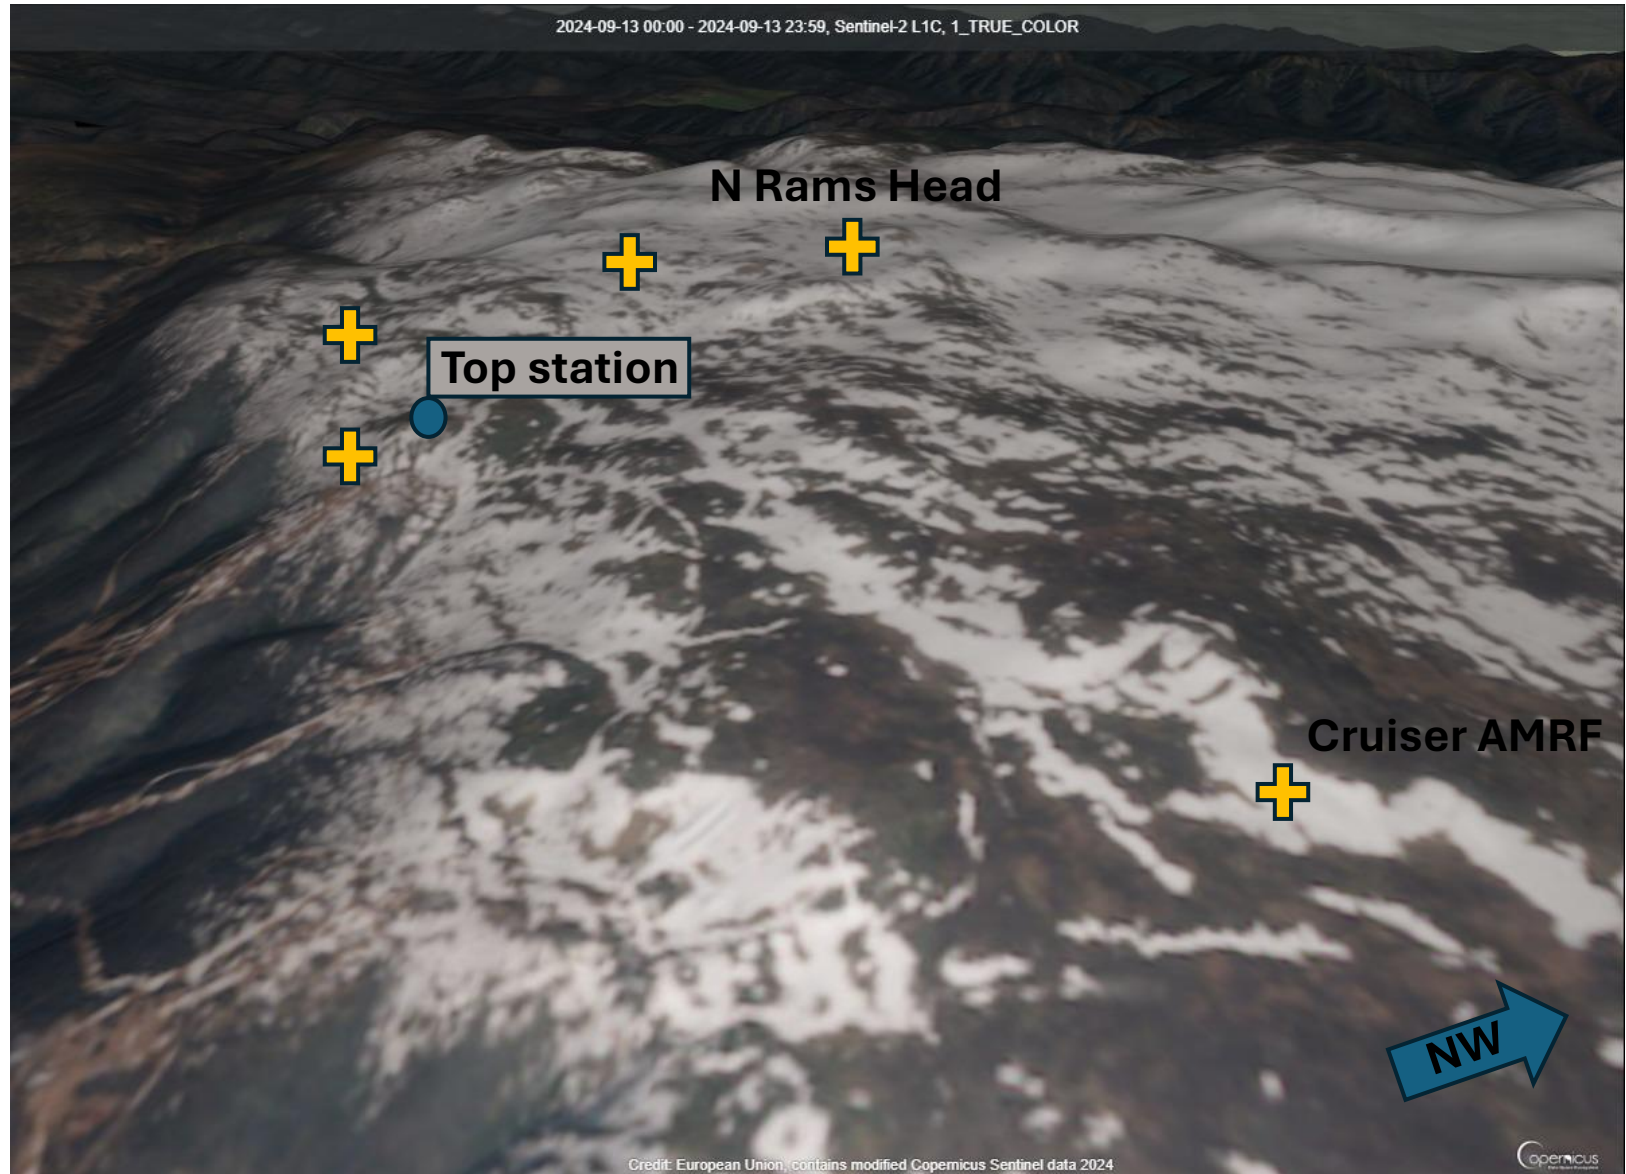 2024-09-13 00:00 - 2024-09-13 23:59, Sentinel-2 L1C, 1_TRUE_COLOR
N Rams Head
Top station
Cruiser AMRF
NW
Credit: European Union, contains modified Copernicus Sentinel data 2024
opernicus